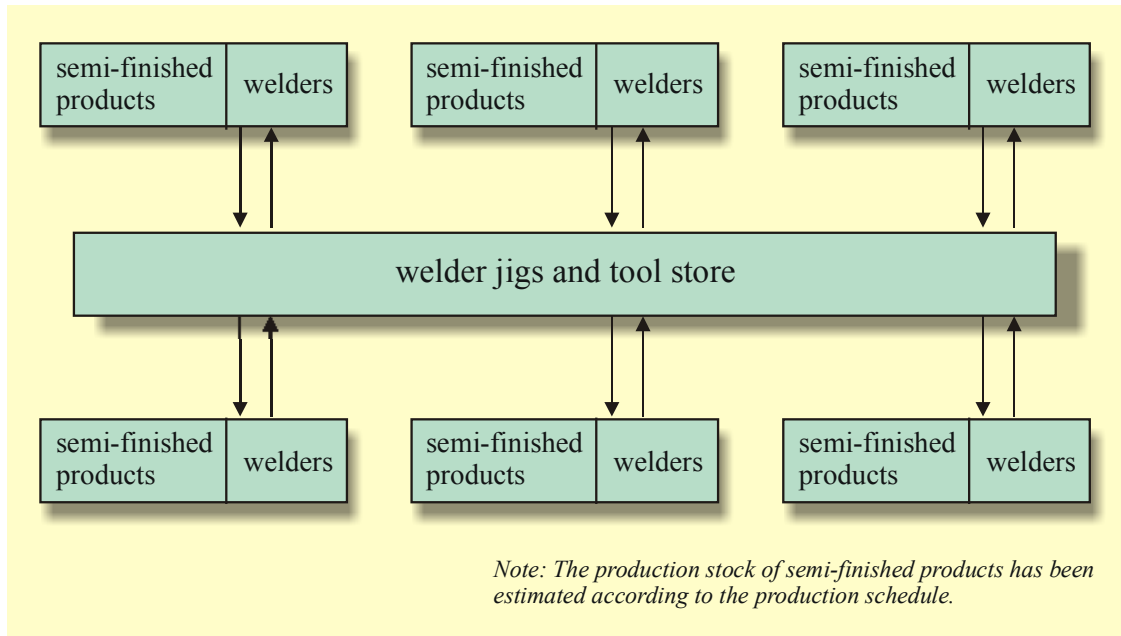 semi-finished
products
welders
semi-finished
products
welders
semi-finished
products
welders
welder jigs and tool store
semi-finished
products
welders
semi-finished
products
welders
semi-finished
products
welders
Note: The production stock of semi-finished products has been
estimated according to the production schedule.